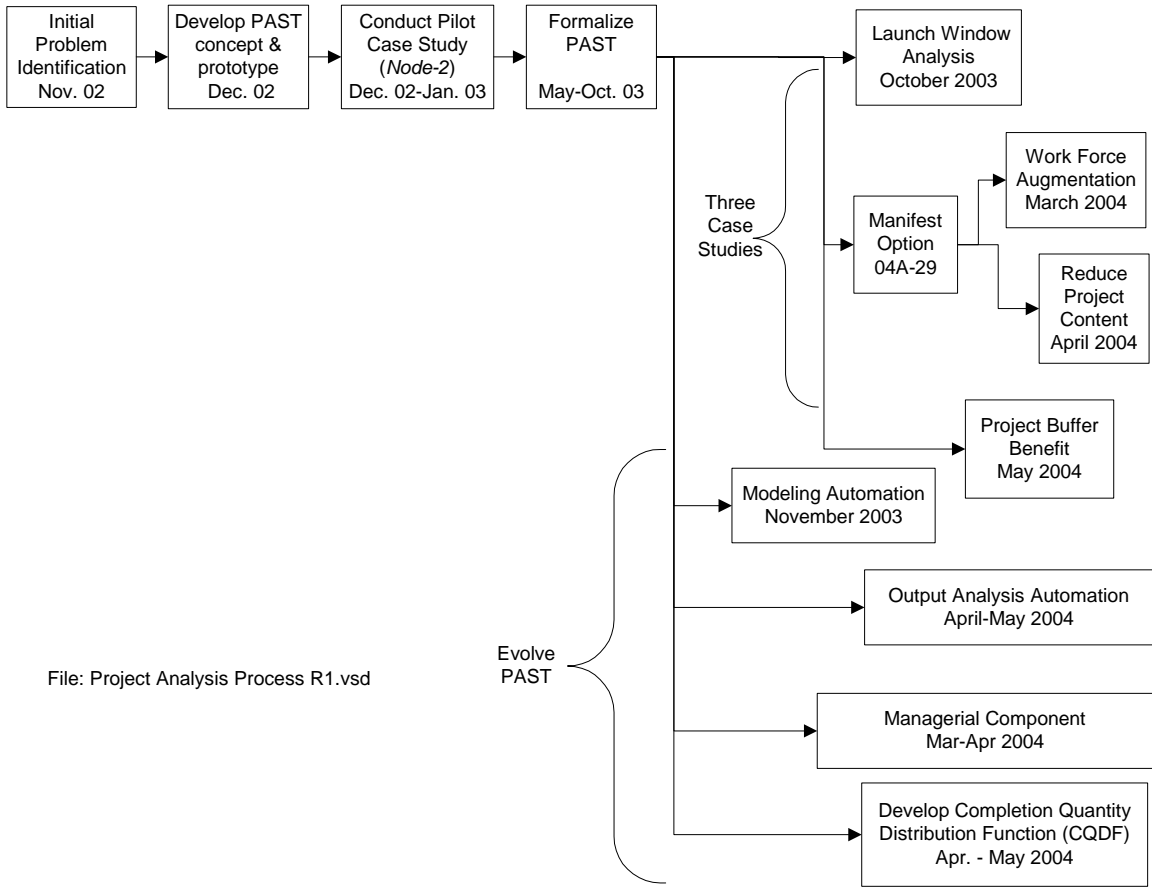 Initial
Problem
Identification
Nov. 02
Develop PAST
concept &
prototype
Dec. 02
Conduct Pilot
Case Study
(Node-2)
Dec. 02-Jan. 03
Formalize
PAST
May-Oct. 03
Launch Window
Analysis
October 2003
Work Force
Augmentation
March 2004
Three
Case
Studies
Manifest
Option
04A-29
Reduce
Project
Content
April 2004
Project Buffer
Benefit
May 2004
Modeling Automation
November 2003
Output Analysis Automation
April-May 2004
Evolve
PAST
File: Project Analysis Process R1.vsd
Managerial Component
Mar-Apr 2004
Develop Completion Quantity
Distribution Function (CQDF)
Apr. - May 2004